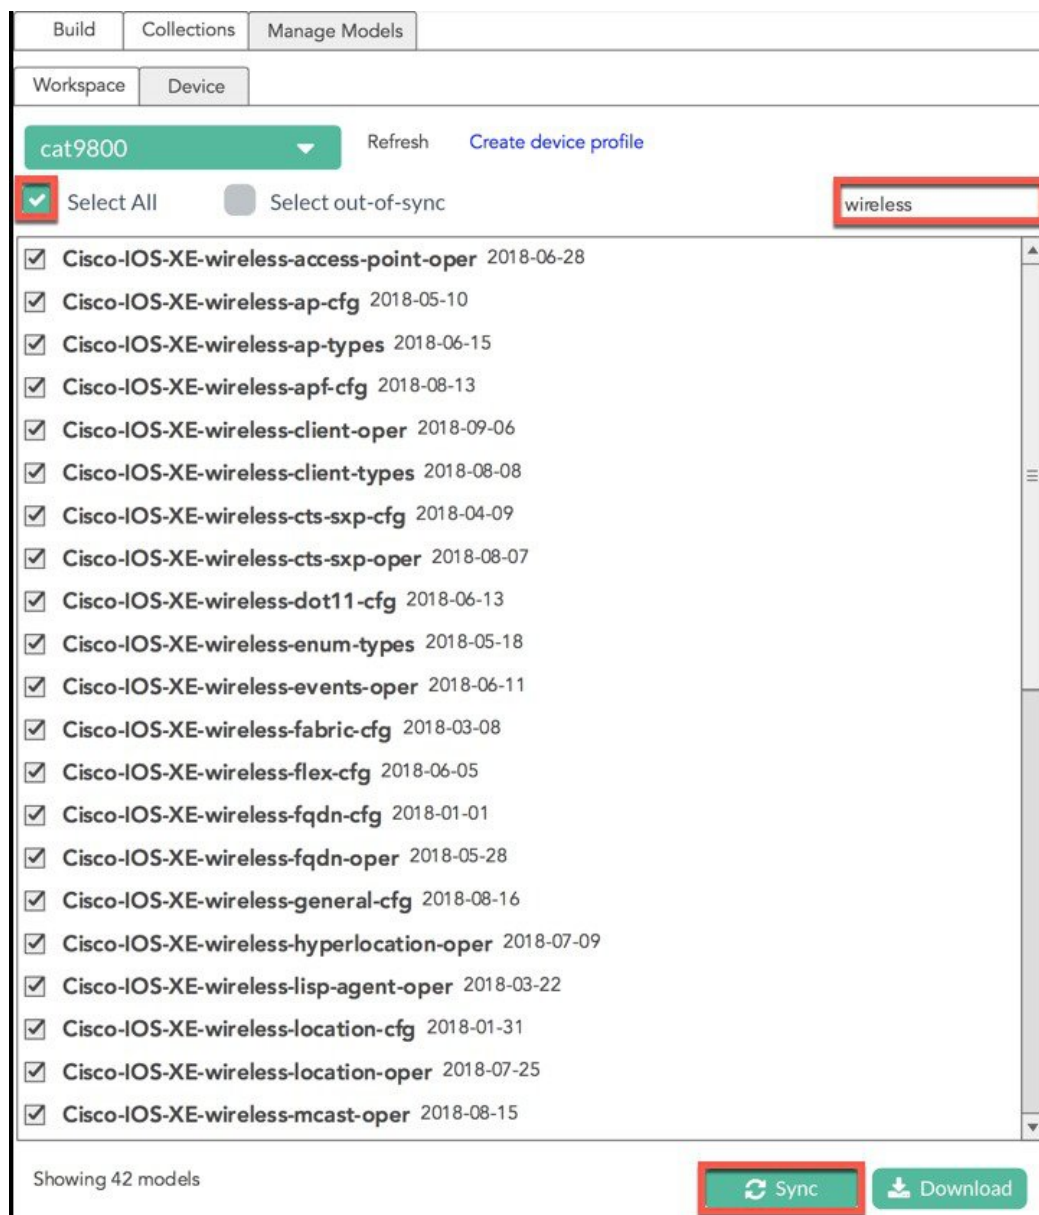 Build Collections Manage Models
Workspace Device
cat9800 Refresh Create device profile
Select All Select out-of-sync wireless
Cisco-IOS-XE-wireless-access-point-oper 2018-06-28
Cisco-IOS-XE-wireless-ap-cfg 2018-05-10
Cisco-IOS-XE-wireless-ap-types 2018-06-15
Cisco-IOS-XE-wireless-apf-cfg 2018-08-13
Cisco-IOS-XE-wireless-client-oper 2018-09-06
Cisco-IOS-XE-wireless-client-types 2018-08-08
Cisco-IOS-XE-wireless-cts-sxp-cfg 2018-04-09
Cisco-IOS-XE-wireless-cts-sxp-oper 2018-08-07
Cisco-IOS-XE-wireless-dot11-cfg 2018-06-13
Cisco-IOS-XE-wireless-enum-types 2018-05-18
Cisco-IOS-XE-wireless-events-oper 2018-06-11
Cisco-IOS-XE-wireless-fabric-cfg 2018-03-08
Cisco-IOS-XE-wireless-flex-cfg 2018-06-05
Cisco-IOS-XE-wireless-fqdn-cfg 2018-01-01
Cisco-IOS-XE-wireless-fqdn-oper 2018-05-28
Cisco-IOS-XE-wireless-general-cfg 2018-08-16
Cisco-IOS-XE-wireless-hyperlocation-oper 2018-07-09
Cisco-IOS-XE-wireless-lisp-agent-oper 2018-03-22
Cisco-IOS-XE-wireless-location-cfg 2018-01-31
Cisco-IOS-XE-wireless-location-oper 2018-07-25
Cisco-IOS-XE-wireless-mcast-oper 2018-08-15
Showing 42 models Sync Download